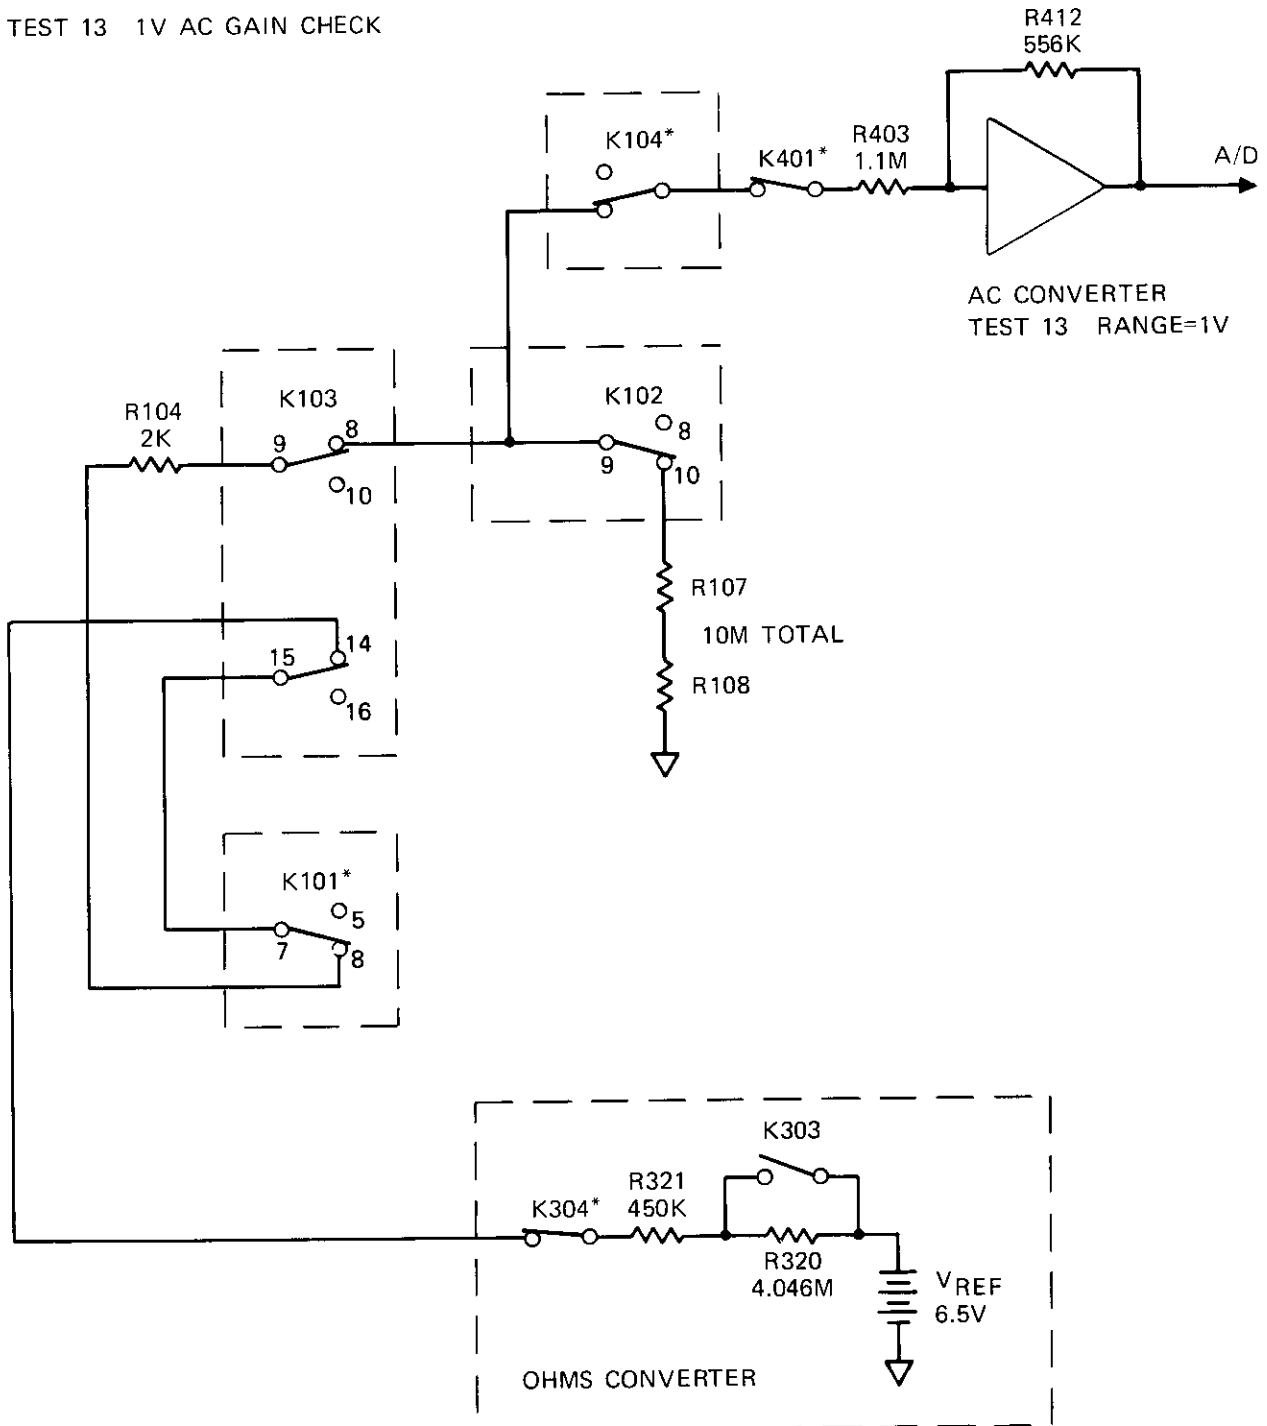 TEST 13 1V AC GAIN CHECK
R412
556K
K104*
K401*
R403
1.1M
A/D
AC CONVERTER
TEST 13 RANGE=1V
R104
2K
K103
9
8
10
K102
8
9
10
R107
10M TOTAL
R108
15
14
16
K101*
5
7
8
K303
K304*
R321
450K
R320
4.046M
VREF
6.5V
OHMS CONVERTER